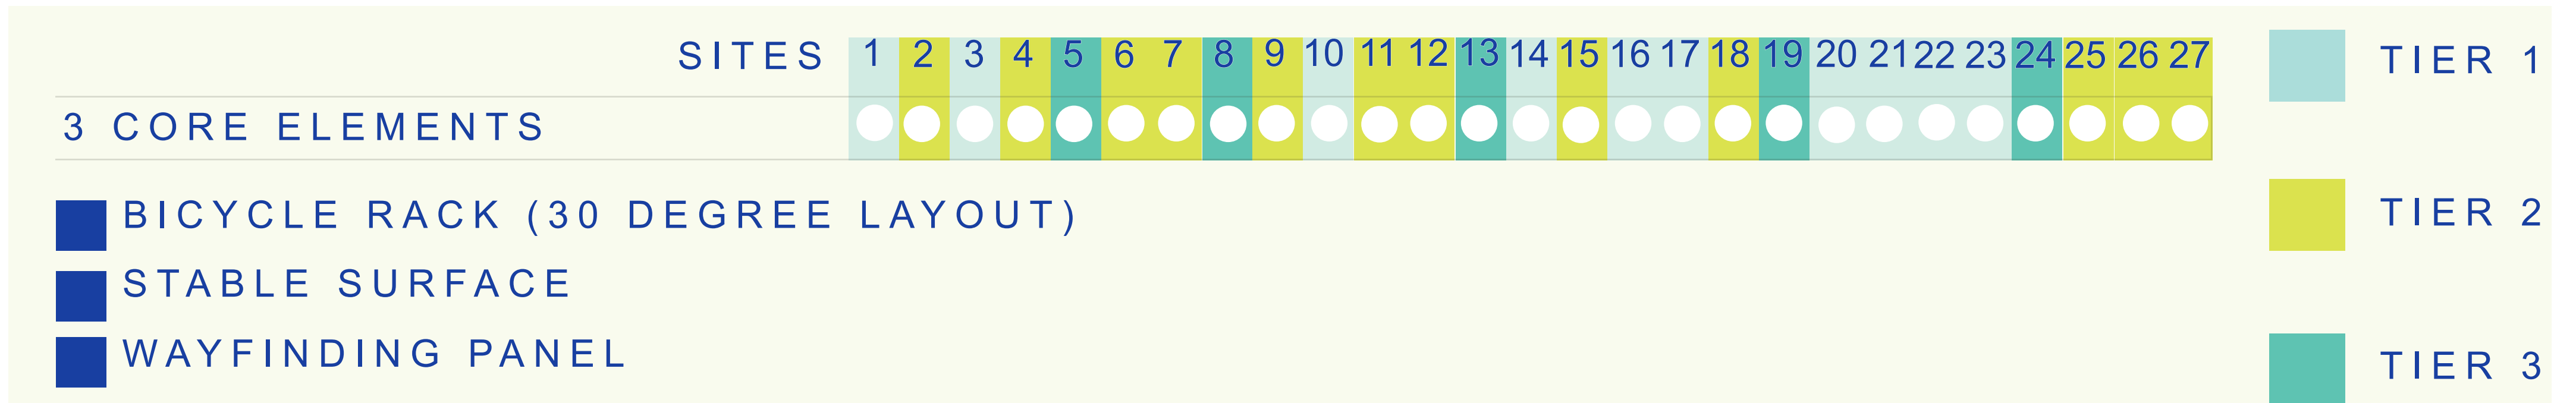 SITES 1 2 3 4 5 6 7 8 9 10 11 12 13 14 15 16 17 18 19 20 21 22 23 24 25 26 27
3 CORE ELEMENTS
BICYCLE RACK (30 DEGREE LAYOUT)
STABLE SURFACE
WAYFINDING PANEL
TIER 1
TIER 2
TIER 3